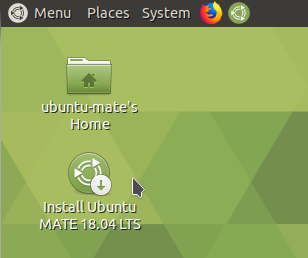 Menu Places System
ubuntu-mate's
Home
Install Ubuntu
MATE 18.04 LTS